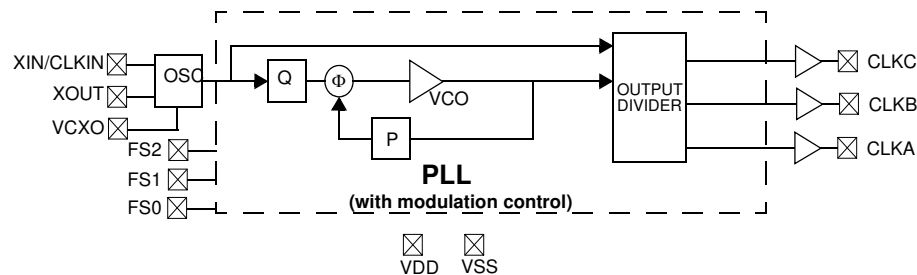 XIN/CLKIN
XOUT
VCXO
OSC
FS2
FS1
FS0
Q
Φ
VCO
P
PLL
(with modulation control)
OUTPUT
DIVIDER
CLKC
CLKB
CLKA
VDD
VSS